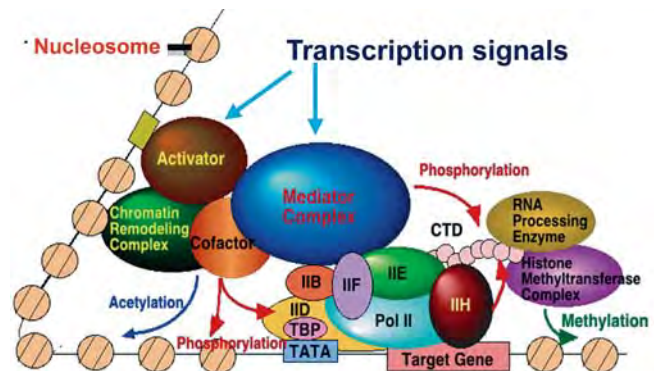 Nucleosome
Transcription signals
Activator
Mediator
Complex
Phosphorylation
Chromatin
Remodeling
Complex
Cofactor
CTD
RNA
Processing
Enzyme
Histone
Methyltransferase
Complex
IIB
IIF
IIE
IIH
Acetylation
IID
TBP
Pol II
Phosphorylation
Methylation
TATA
Target Gene